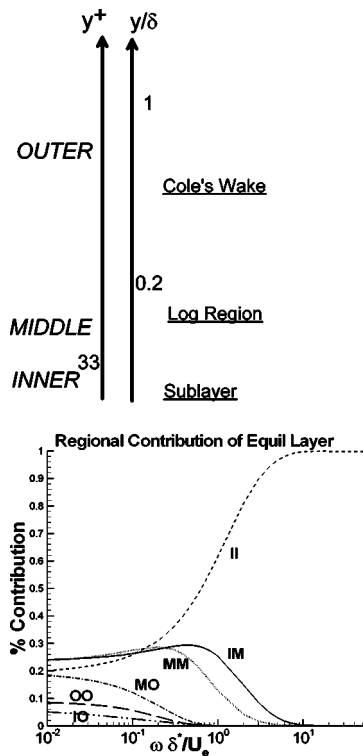 y+ y/δ
1
OUTER
Cole's Wake
0.2
Log Region
MIDDLE
33
INNER
Sublayer
Regional Contribution of Equil Layer
% Contribution
1
0.9
0.8
0.7
0.6
0.5
0.4
0.3
0.2
0.1
0
II
IM
MM
MO
OO
IO
10-2 10-1 100 101
ω δ*/Ue